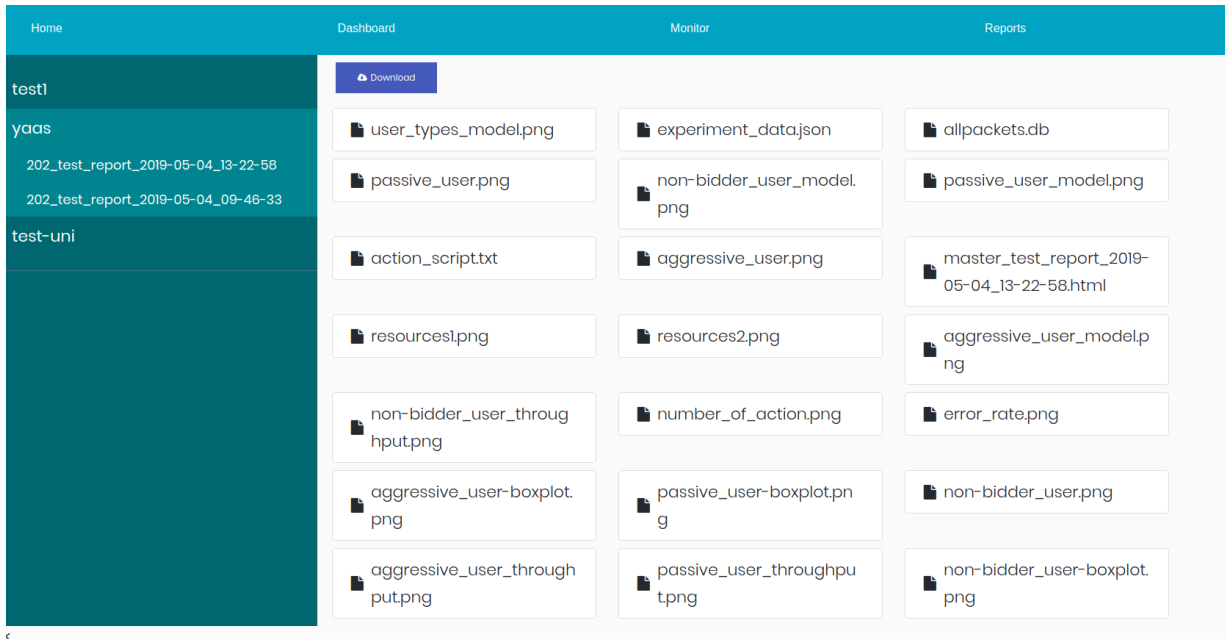 Home
Dashboard
Monitor
Reports
test1
yaas
202_test_report_2019-05-04_13-22-58
202_test_report_2019-05-04_09-46-33
test-uni
Download
user_types_model.png
experiment_data.json
allpackets.db
passive_user.png
non-bidder_user_model.
png
passive_user_model.png
action_script.txt
aggressive_user.png
master_test_report_2019-
05-04_13-22-58.html
resources1.png
resources2.png
aggressive_user_model.p
ng
non-bidder_user_throug
hput.png
number_of_action.png
error_rate.png
aggressive_user-boxplot.
png
passive_user-boxplot.pn
g
non-bidder_user.png
aggressive_user_through
put.png
passive_user_throughpu
t.png
non-bidder_user-boxplot.
png